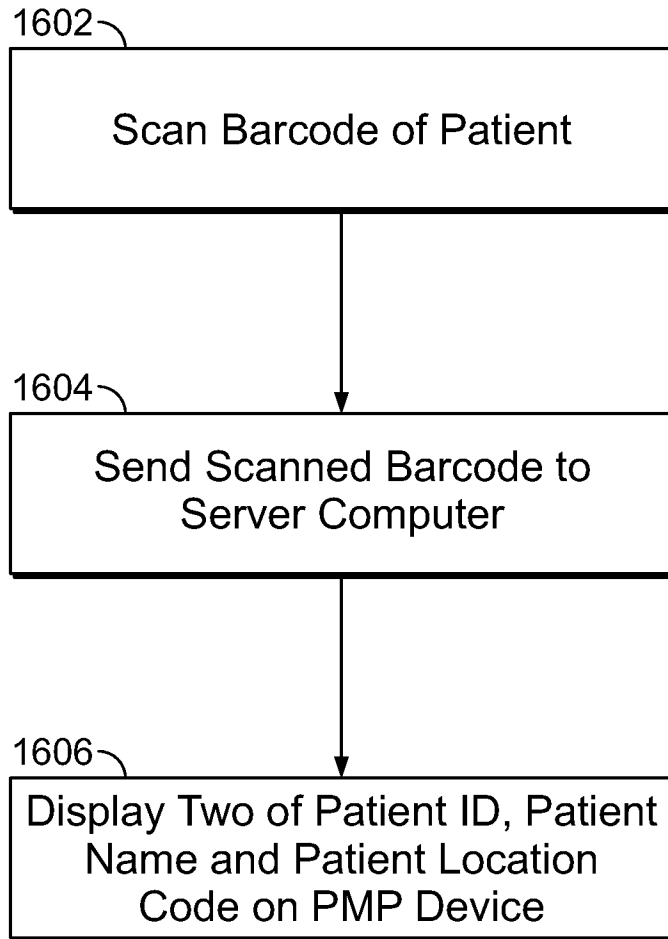 1602
Scan Barcode of Patient
1604
Send Scanned Barcode to
Server Computer
1606
Display Two of Patient ID, Patient
Name and Patient Location
Code on PMP Device